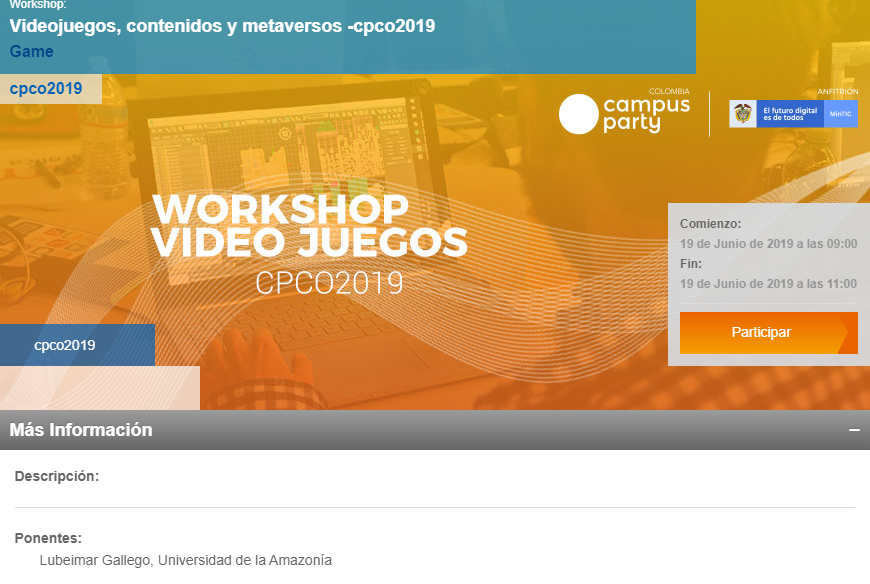 Workshop:
Videojuegos, contenidos y metaversos -cpco2019
Game
cpco2019
COLOMBIA
campus
party
ANFITRIÓN
El futuro digital
es de todos
MinTIC
WORKSHOP
VIDEO JUEGOS
CPCO2019
Comienzo:
19 de Junio de 2019 a las 09:00
Fin:
19 de Junio de 2019 a las 11:00
Participar
cpco2019
Más Información
Descripción:
Ponentes:
Lubeimar Gallego, Universidad de la Amazonía